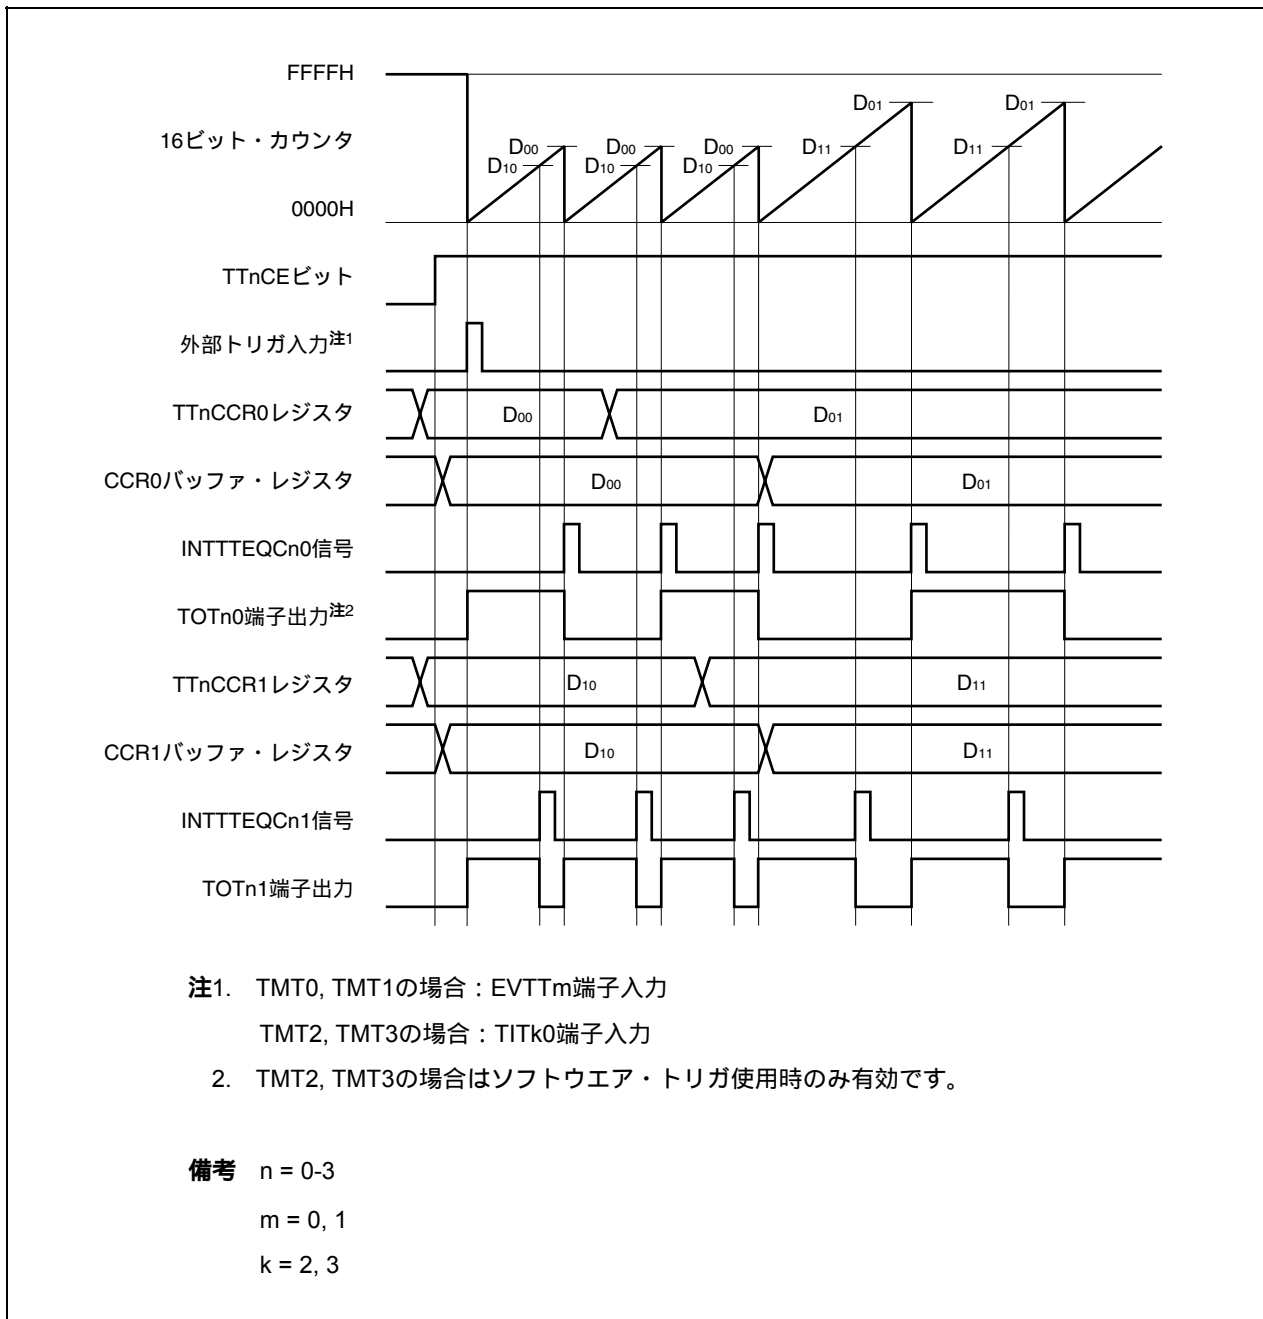 FFFFH
D01 D01
16ビット・カウンタ D00 D00 D00 D11 D11
D10 D10 D10
0000H
TTnCEビット
外部トリガ入力注1
TTnCCR0レジスタ D00 D01
CCR0バッファ・レジスタ D00 D01
INTTTEQCn0信号
TOTn0端子出力注2
TTnCCR1レジスタ D10 D11
CCR1バッファ・レジスタ D10 D11
INTTTEQCn1信号
TOTn1端子出力
注1. TMT0, TMT1の場合：EVTTm端子入力
TMT2, TMT3の場合：TITk0端子入力
2. TMT2, TMT3の場合はソフトウエア・トリガ使用時のみ有効です。
備考 n = 0-3
m = 0, 1
k = 2, 3